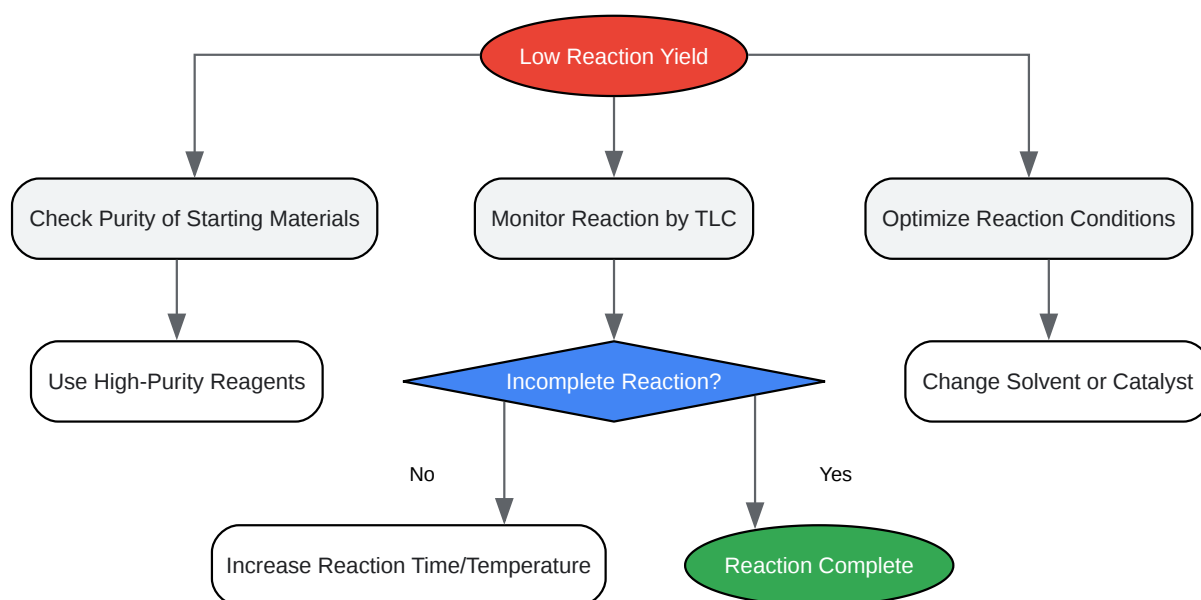 Low Reaction Yield
Check Purity of Starting Materials
Monitor Reaction by TLC
Optimize Reaction Conditions
Use High-Purity Reagents
Incomplete Reaction?
Change Solvent or Catalyst
No
Yes
Increase Reaction Time/Temperature
Reaction Complete